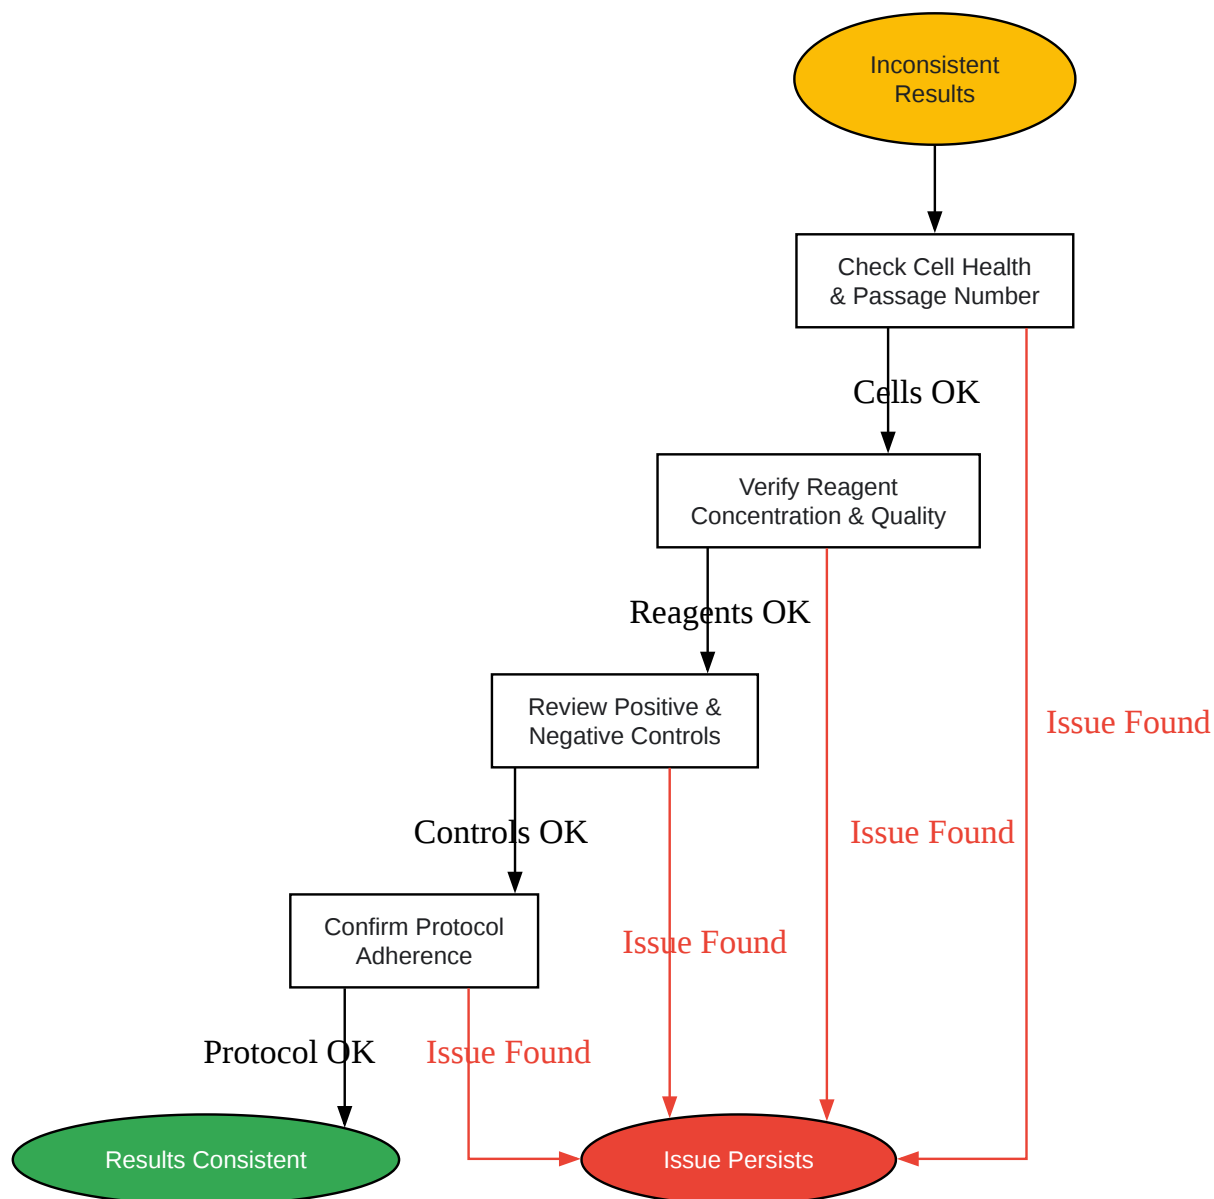 Inconsistent
Results
Check Cell Health
& Passage Number
Cells OK
Verify Reagent
Concentration & Quality
Reagents OK
Review Positive &
Negative Controls
Issue Found
Controls OK
Issue Found
Confirm Protocol
Adherence
Issue Found
Protocol OK
Issue Found
Results Consistent
Issue Persists